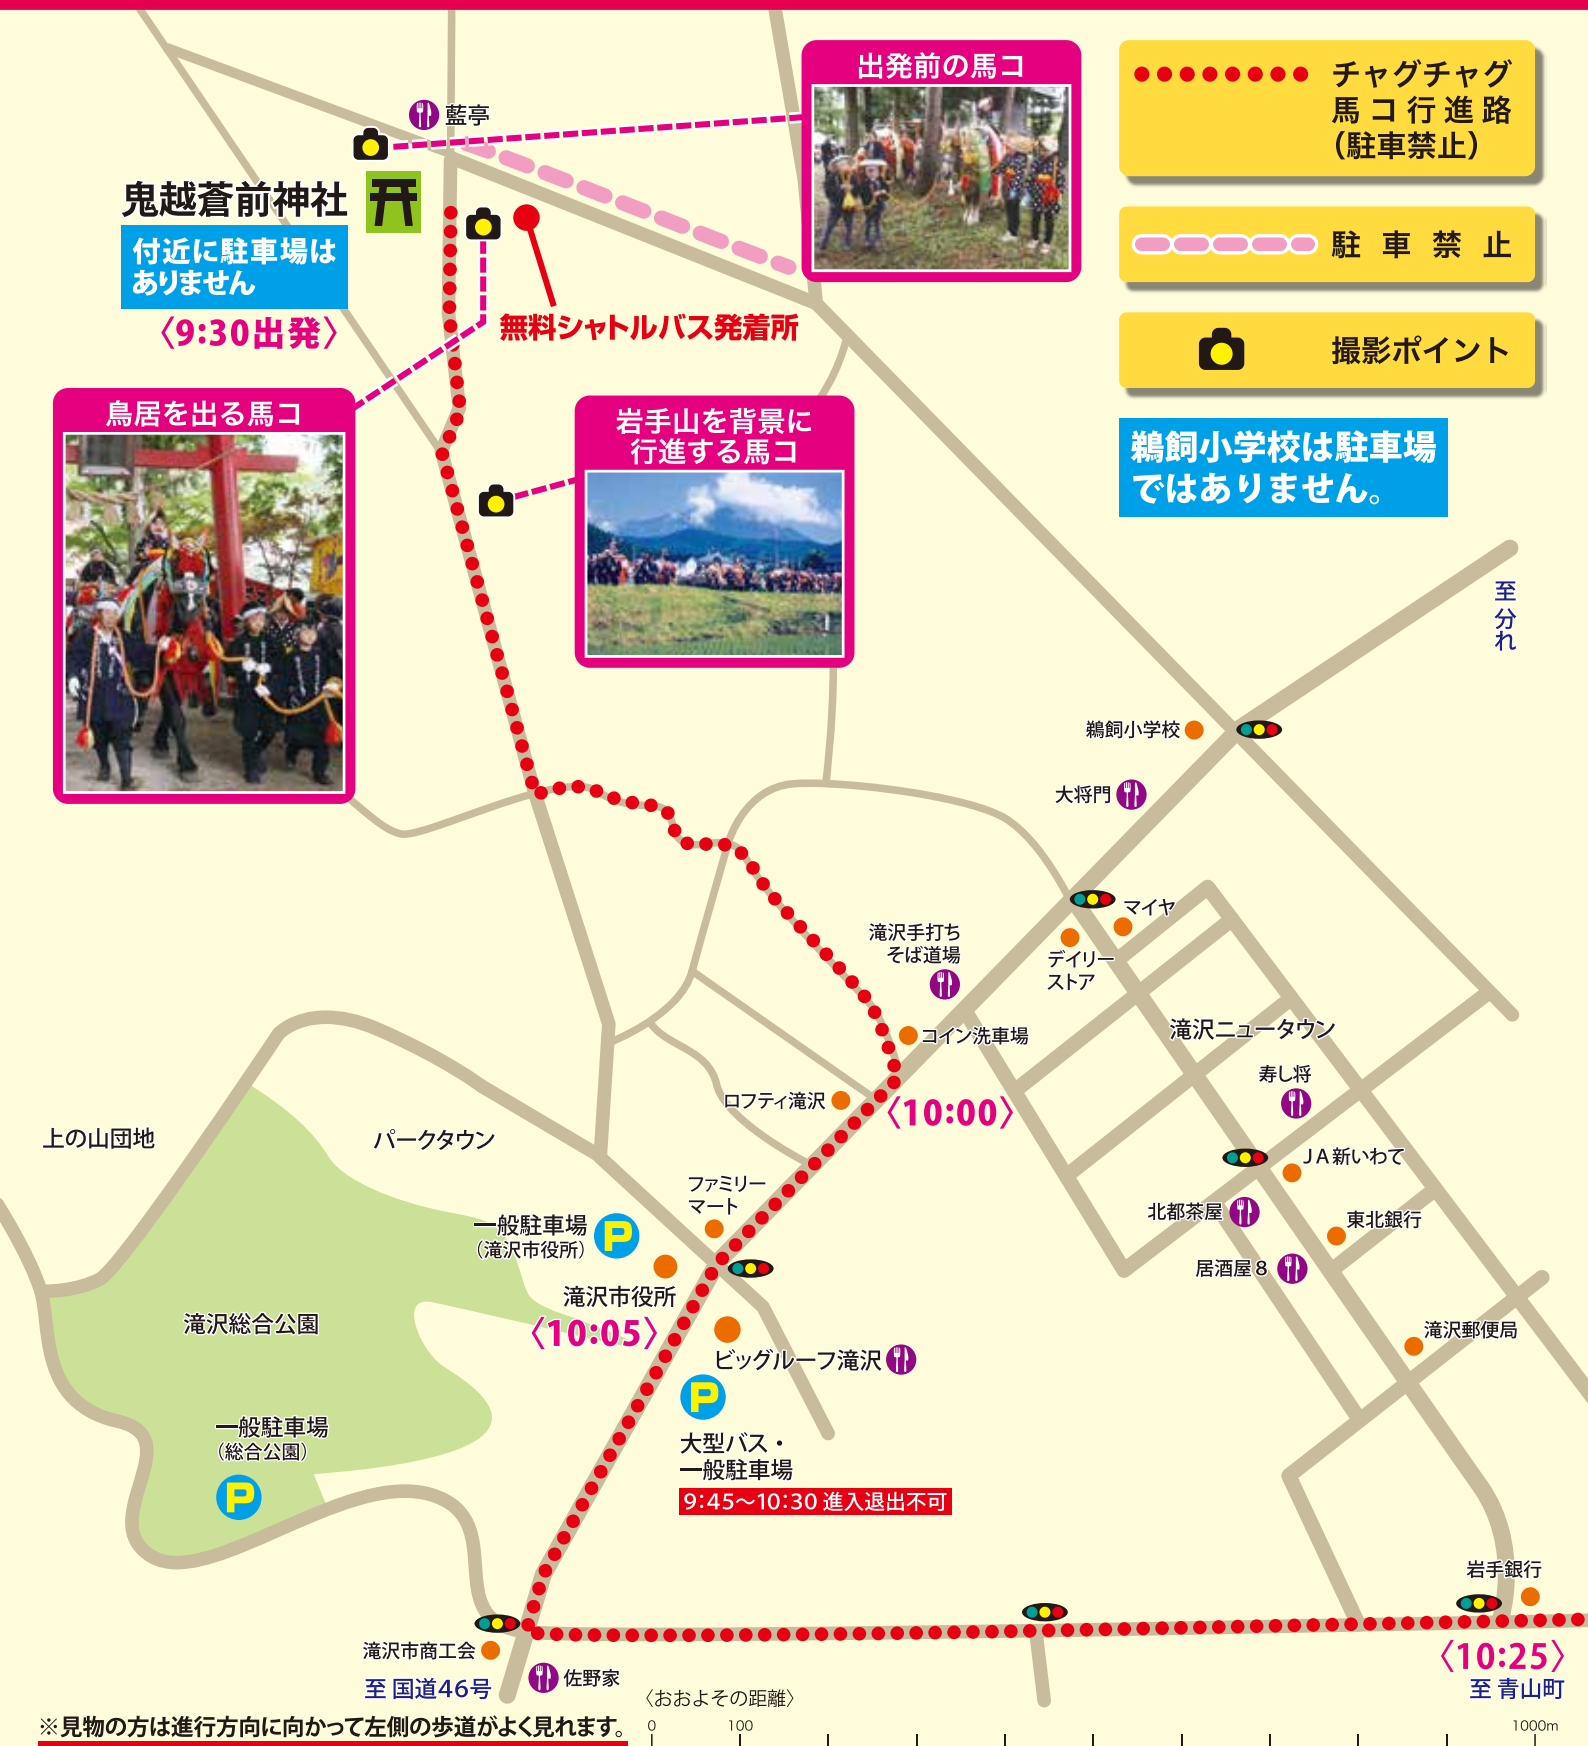 出発前の馬コ
チャグチャグ
馬コ行進路
（駐車禁止）
駐車禁止
撮影ポイント
鵜飼小学校は駐車場
ではありません。
藍亭
鬼越蒼前神社
付近に駐車場は
ありません
〈9:30出発〉
無料シャトルバス発着所
鳥居を出る馬コ
岩手山を背景に
行進する馬コ
至 分れ
鵜飼小学校
大将門
マイヤ
デイリー
ストア
滝沢手打ち
そば道場
コイン洗車場
滝沢ニュータウン
寿し将
ロフティ滝沢
〈10:00〉
上の山団地
パークタウン
JA新いわて
ファミリー
マート
北都茶屋
東北銀行
一般駐車場
（滝沢市役所）
居酒屋8
滝沢市役所
〈10:05〉
滝沢総合公園
滝沢郵便局
ビッグルーフ滝沢
一般駐車場
（総合公園）
大型バス・
一般駐車場
9:45〜10:30 進入退出不可
岩手銀行
滝沢市商工会
至 国道46号
佐野家
〈10:25〉
至 青山町
〈おおよその距離〉
※見物の方は進行方向に向かって左側の歩道がよく見れます。
0 100 1000m
P
P
P